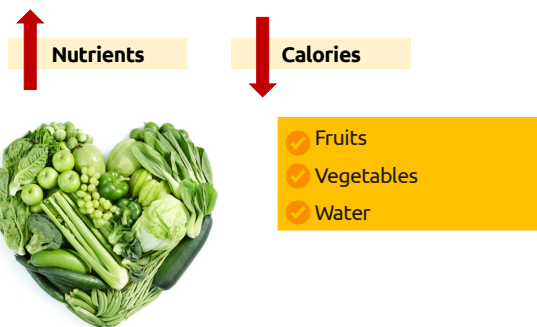 Nutrients
Calories
Fruits
Vegetables
Water